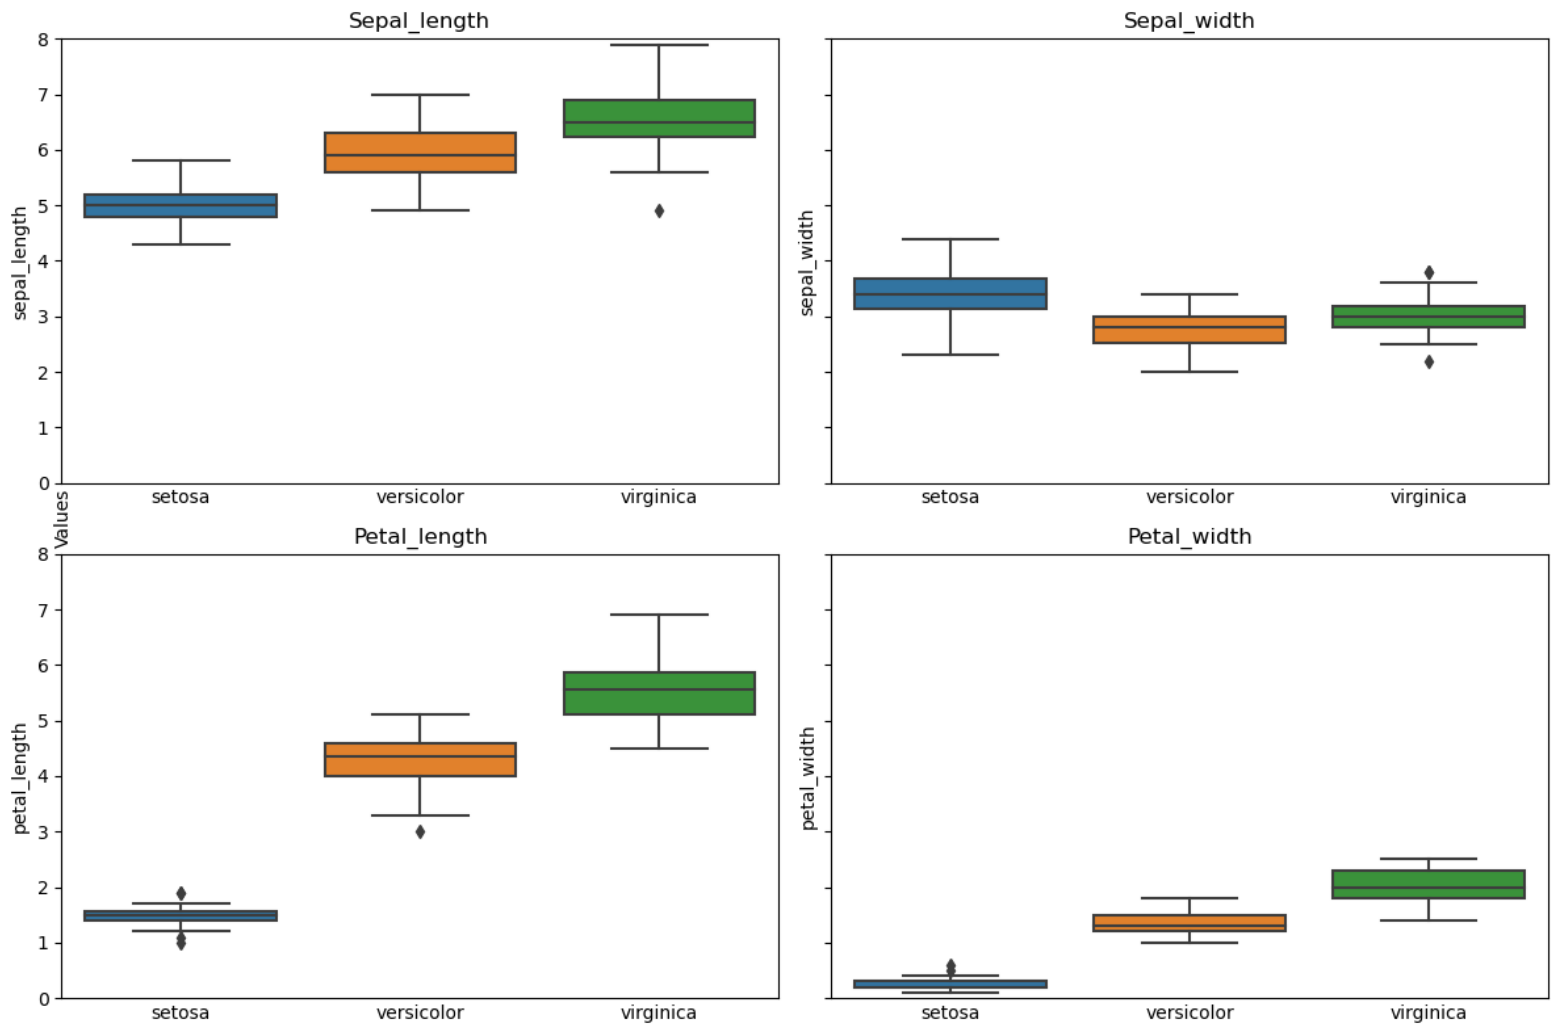 Sepal_length
Sepal_width
8
7
6
5
4
3
2
1
0
sepal_length
sepal_width
setosa
versicolor
virginica
setosa
versicolor
virginica
Values
Petal_length
Petal_width
8
7
6
5
4
3
2
1
0
petal_length
petal_width
setosa
versicolor
virginica
setosa
versicolor
virginica